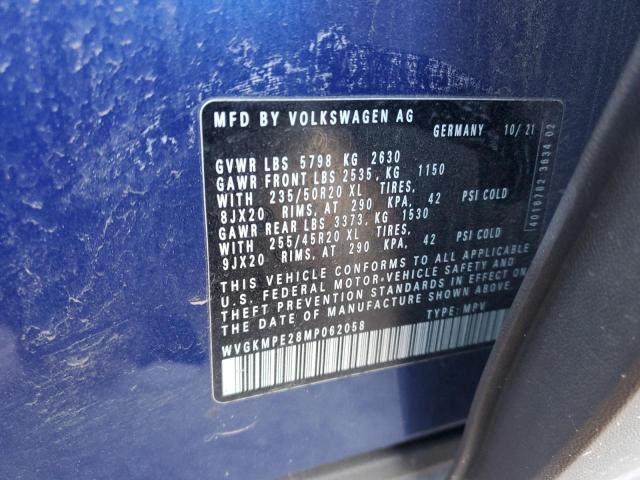 MFD BY VOLKSWAGEN AG
GERMANY 10/21
GVWR LBS 5798 KG 2630
GAWR FRONT LBS 2535, KG 1150
WITH 235/50R20 XL TIRES,
8JX20 RIMS, AT 290 KPA, 42 PSI COLD
GAWR REAR LBS 3373, KG 1530
WITH 255/45R20 XL TIRES,
9JX20 RIMS, AT 290 KPA, 42 PSI COLD
THIS VEHICLE CONFORMS TO ALL APPLICABLE
U.S. FEDERAL MOTOR-VEHICLE SAFETY AND
THEFT PREVENTION STANDARDS IN EFFECT ON
THE DATE OF MANUFACTURE SHOWN ABOVE.
WVGKMPE28MP062058 TYPE: MPV
4018702 3634 02